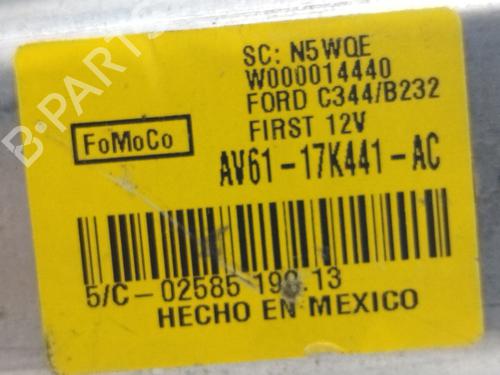 SC: N5WQE
W000014440
FORD C344/B232
FIRST 12V
FoMoCo
AV61-17K441-AC
5/C-02585 190 13
HECHO EN MEXICO
B-PARTS